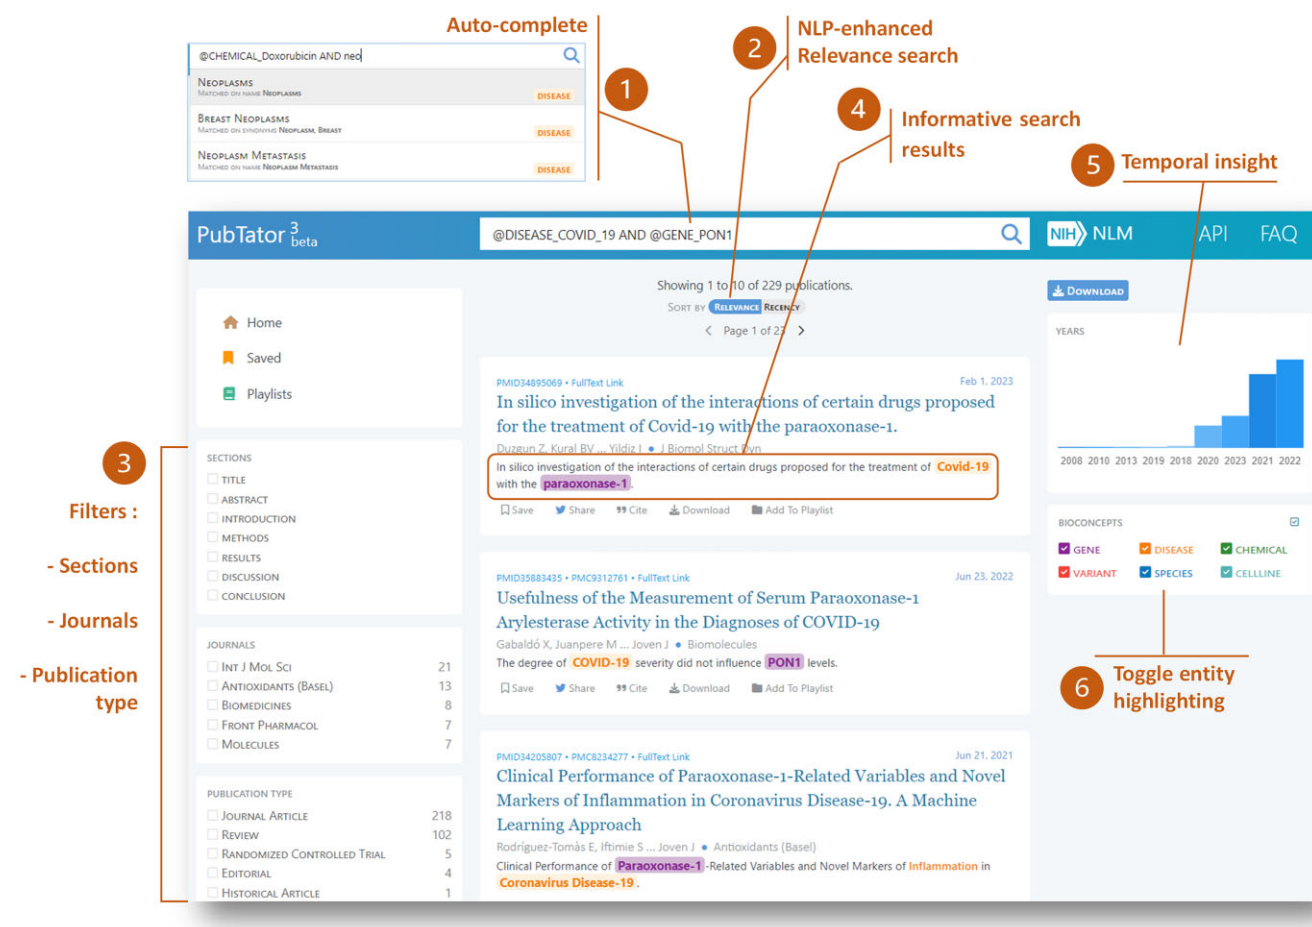 Auto-complete
@CHEMICAL_Doxorubicin AND neo
NEOPLASMS
MATCHED ON NAME NEOPLASMS
DISEASE
BREAST NEOPLASMS
MATCHED ON SYNONYMS NEOPLASM, BREAST
DISEASE
NEOPLASM METASTASIS
MATCHED ON NAME NEOPLASM METASTASIS
DISEASE
1
2
NLP-enhanced
Relevance search
4
Informative search
results
5
Temporal insight
PubTator 3
beta
@DISEASE_COVID_19 AND @GENE_PON1
NIH NLM
API
FAQ
Home
Saved
Playlists
3
Filters :
- Sections
- Journals
- Publication
type
SECTIONS
TITLE
ABSTRACT
INTRODUCTION
METHODS
RESULTS
DISCUSSION
CONCLUSION
JOURNALS
INT J MOL SCI 21
ANTIOXIDANTS (BASEL) 13
BIOMEDICINES 8
FRONT PHARMACOL 7
MOLECULES 7
PUBLICATION TYPE
JOURNAL ARTICLE 218
REVIEW 102
RANDOMIZED CONTROLLED TRIAL 5
EDITORIAL 4
HISTORICAL ARTICLE 1
Showing 1 to 10 of 229 publications.
SORT BY RELEVANCE RECENCY
< Page 1 of 23 >
PMID34895069 • FullText Link Feb 1, 2023
In silico investigation of the interactions of certain drugs proposed
for the treatment of Covid-19 with the paraoxonase-1.
Duzgun Z, Kural BV ... Yildiz I • J Biomol Struct Dyn
In silico investigation of the interactions of certain drugs proposed for the treatment of Covid-19
with the paraoxonase-1.
Save Share Cite Download Add To Playlist
PMID35883435 • PMC9312761 • FullText Link Jun 23, 2022
Usefulness of the Measurement of Serum Paraoxonase-1
Arylesterase Activity in the Diagnoses of COVID-19
Gabaldó X, Juanpere M ... Joven J • Biomolecules
The degree of COVID-19 severity did not influence PON1 levels.
Save Share Cite Download Add To Playlist
PMID34205807 • PMC8234277 • FullText Link Jun 21, 2021
Clinical Performance of Paraoxonase-1-Related Variables and Novel
Markers of Inflammation in Coronavirus Disease-19. A Machine
Learning Approach
Rodríguez-Tomàs E, Iftimie S ... Joven J • Antioxidants (Basel)
Clinical Performance of Paraoxonase-1-Related Variables and Novel Markers of Inflammation in
Coronavirus Disease-19.
DOWNLOAD
YEARS
2008 2010 2013 2019 2018 2020 2023 2021 2022
BIOCONCEPTS
GENE DISEASE CHEMICAL
VARIANT SPECIES CELLLINE
6
Toggle entity
highlighting